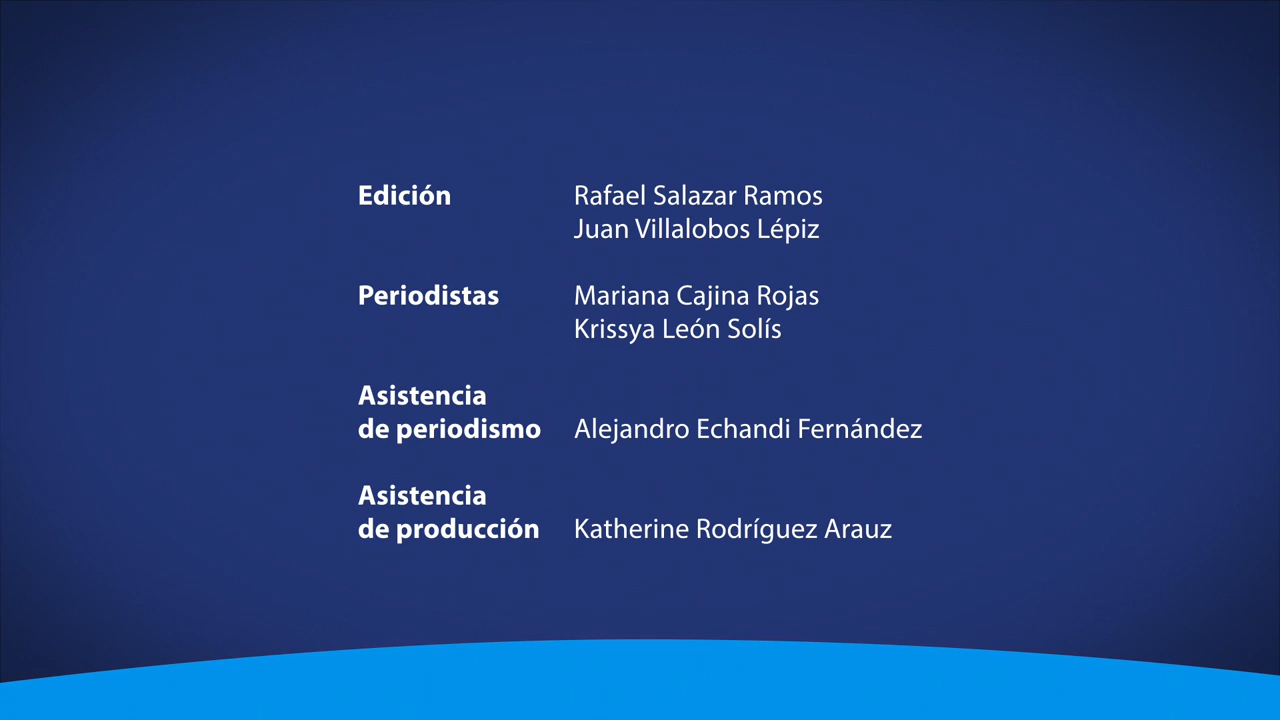 Edición Rafael Salazar Ramos
Juan Villalobos Lépiz
Periodistas Mariana Cajina Rojas
Krissya León Solís
Asistencia
de periodismo Alejandro Echandi Fernández
Asistencia
de producción Katherine Rodríguez Arauz